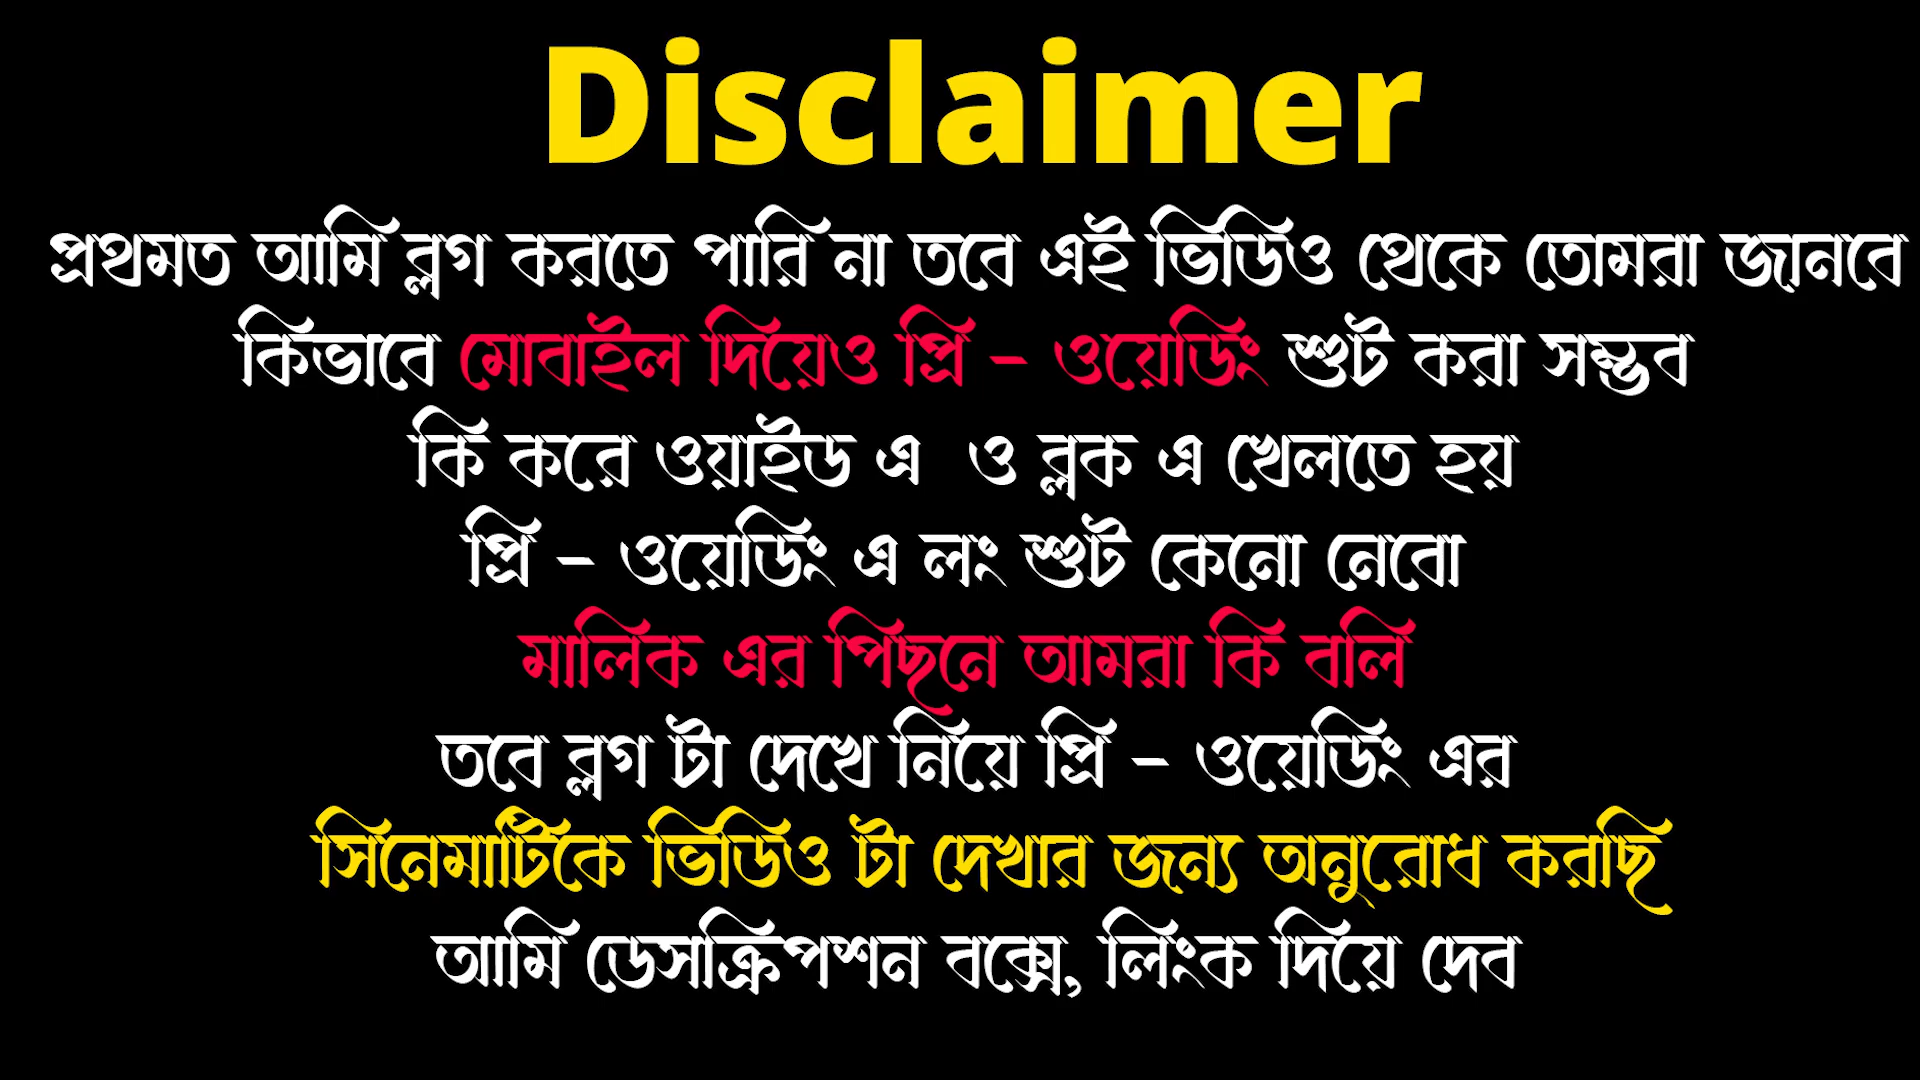 Disclaimer
প্রথমত আমি ব্লগ করতে পারি না তবে এই ভিডিও থেকে তোমরা জানবে
কিভাবে মোবাইল দিয়েও প্রি - ওয়েডিং শুট করা সম্ভব
কি করে ওয়াইড এ ও ব্লক এ খেলতে হয়
প্রি - ওয়েডিং এ লং শুট কেনো নেবো
মালিক এর পিছনে আমরা কি বলি
তবে ব্লগ টা দেখে নিয়ে প্রি - ওয়েডিং এর
সিনেমাটিকে ভিডিও টা দেখার জন্য অনুরোধ করছি
আমি ডেসক্রিপশন বক্সে, লিংক দিয়ে দেব